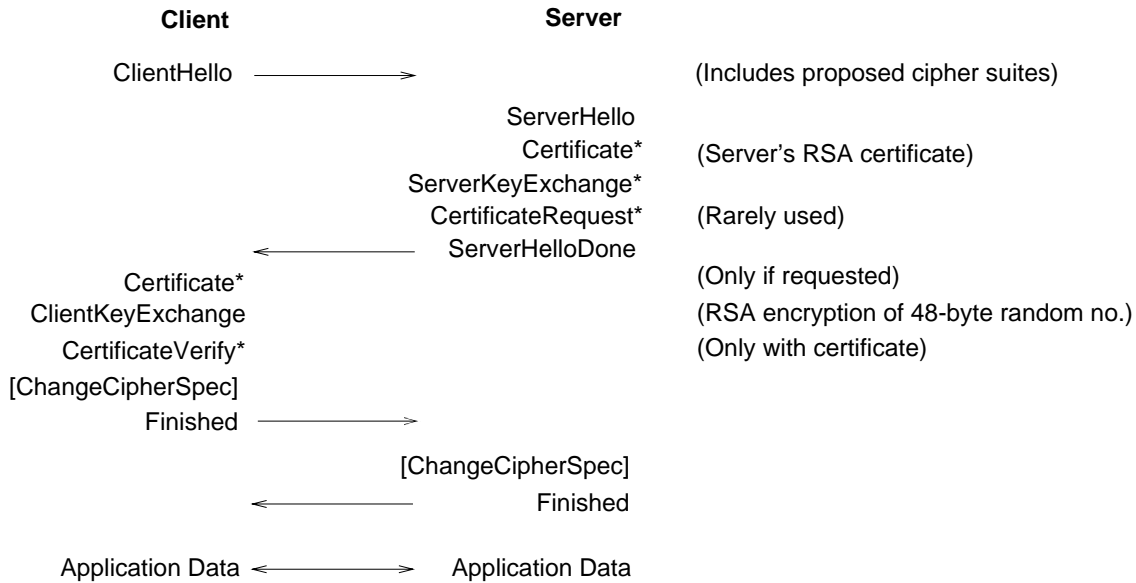 Client Server
ClientHello (Includes proposed cipher suites)
ServerHello
Certificate* (Server's RSA certificate)
ServerKeyExchange*
CertificateRequest* (Rarely used)
ServerHelloDone
Certificate* (Only if requested)
ClientKeyExchange (RSA encryption of 48-byte random no.)
CertificateVerify* (Only with certificate)
[ChangeCipherSpec]
Finished
[ChangeCipherSpec]
Finished
Application Data Application Data